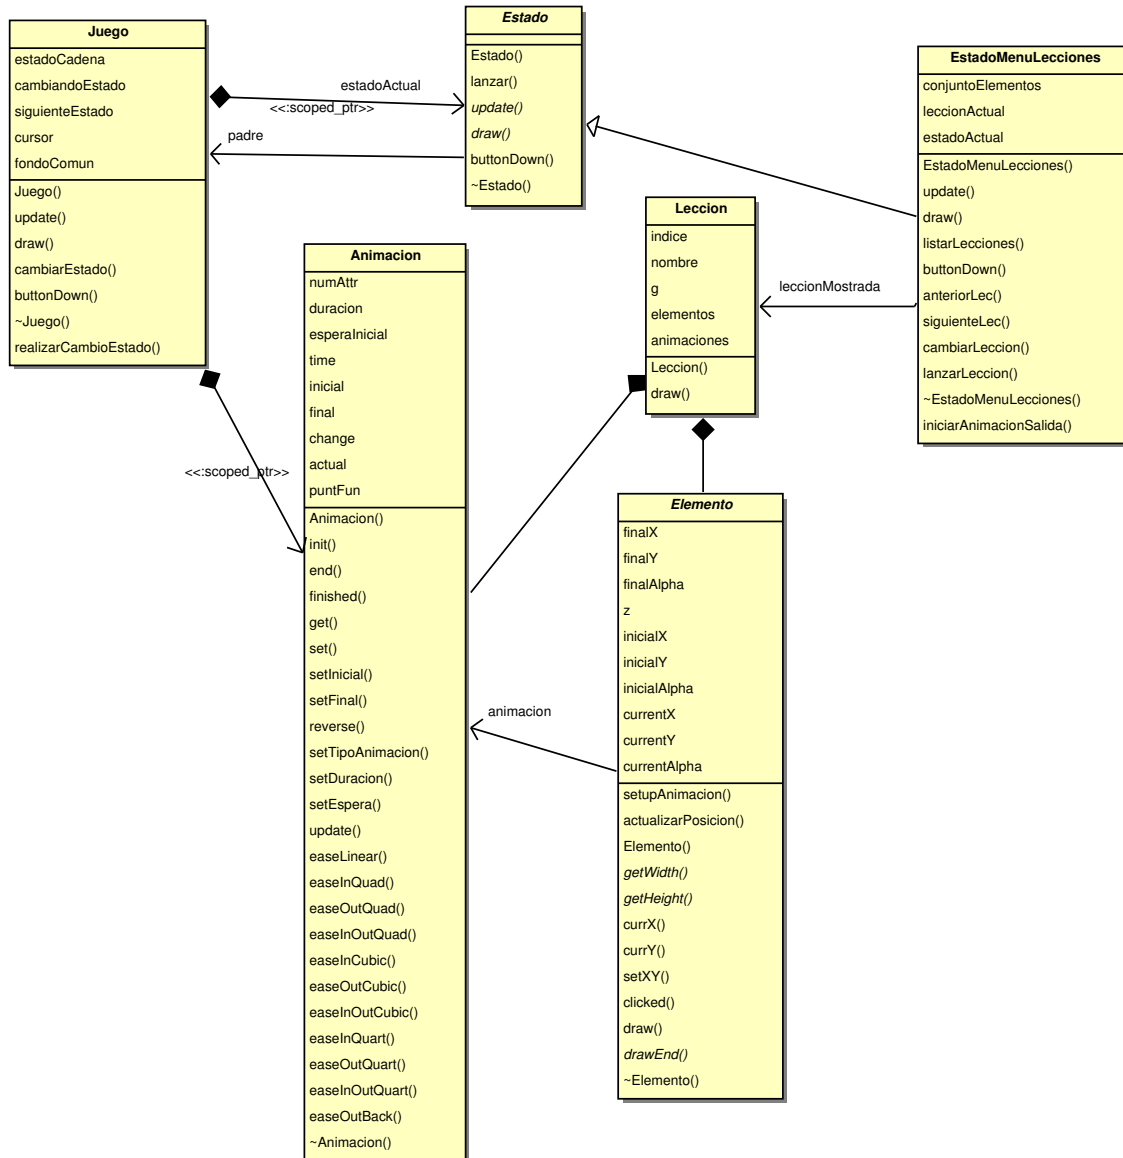 Juego
estadoCadena
cambiandoEstado
siguienteEstado
cursor
fondoComun
Juego()
update()
draw()
cambiarEstado()
buttonDown()
~Juego()
realizarCambioEstado()
estadoActual
<<:scoped_ptr>>
padre
Estado
Estado()
lanzar()
update()
draw()
buttonDown()
~Estado()
EstadoMenuLecciones
conjuntoElementos
leccionActual
estadoActual
EstadoMenuLecciones()
update()
draw()
listarLecciones()
buttonDown()
anteriorLec()
siguienteLec()
cambiarLeccion()
lanzarLeccion()
~EstadoMenuLecciones()
iniciarAnimacionSalida()
leccionMostrada
Leccion
indice
nombre
g
elementos
animaciones
Leccion()
draw()
<<:scoped_ptr>>
Animacion
numAttr
duracion
esperaInicial
time
inicial
final
change
actual
puntFun
Animacion()
init()
end()
finished()
get()
set()
setInicial()
setFinal()
reverse()
setTipoAnimacion()
setDuracion()
setEspera()
update()
easeLinear()
easeInQuad()
easeOutQuad()
easeInOutQuad()
easeInCubic()
easeOutCubic()
easeInOutCubic()
easeInQuart()
easeOutQuart()
easeInOutQuart()
easeOutBack()
~Animacion()
animacion
Elemento
finalX
finalY
finalAlpha
z
inicialX
inicialY
inicialAlpha
currentX
currentY
currentAlpha
setupAnimacion()
actualizarPosicion()
Elemento()
getWidth()
getHeight()
currX()
currY()
setXY()
clicked()
draw()
drawEnd()
~Elemento()